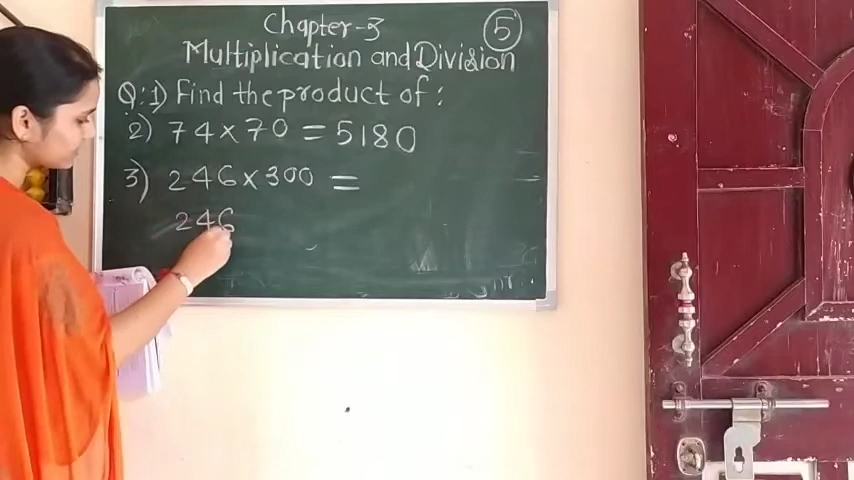 Chapter-3 5
Multiplication and Division
Q:1) Find the product of:
2) 74×70 = 5180
3) 246×300 =
246